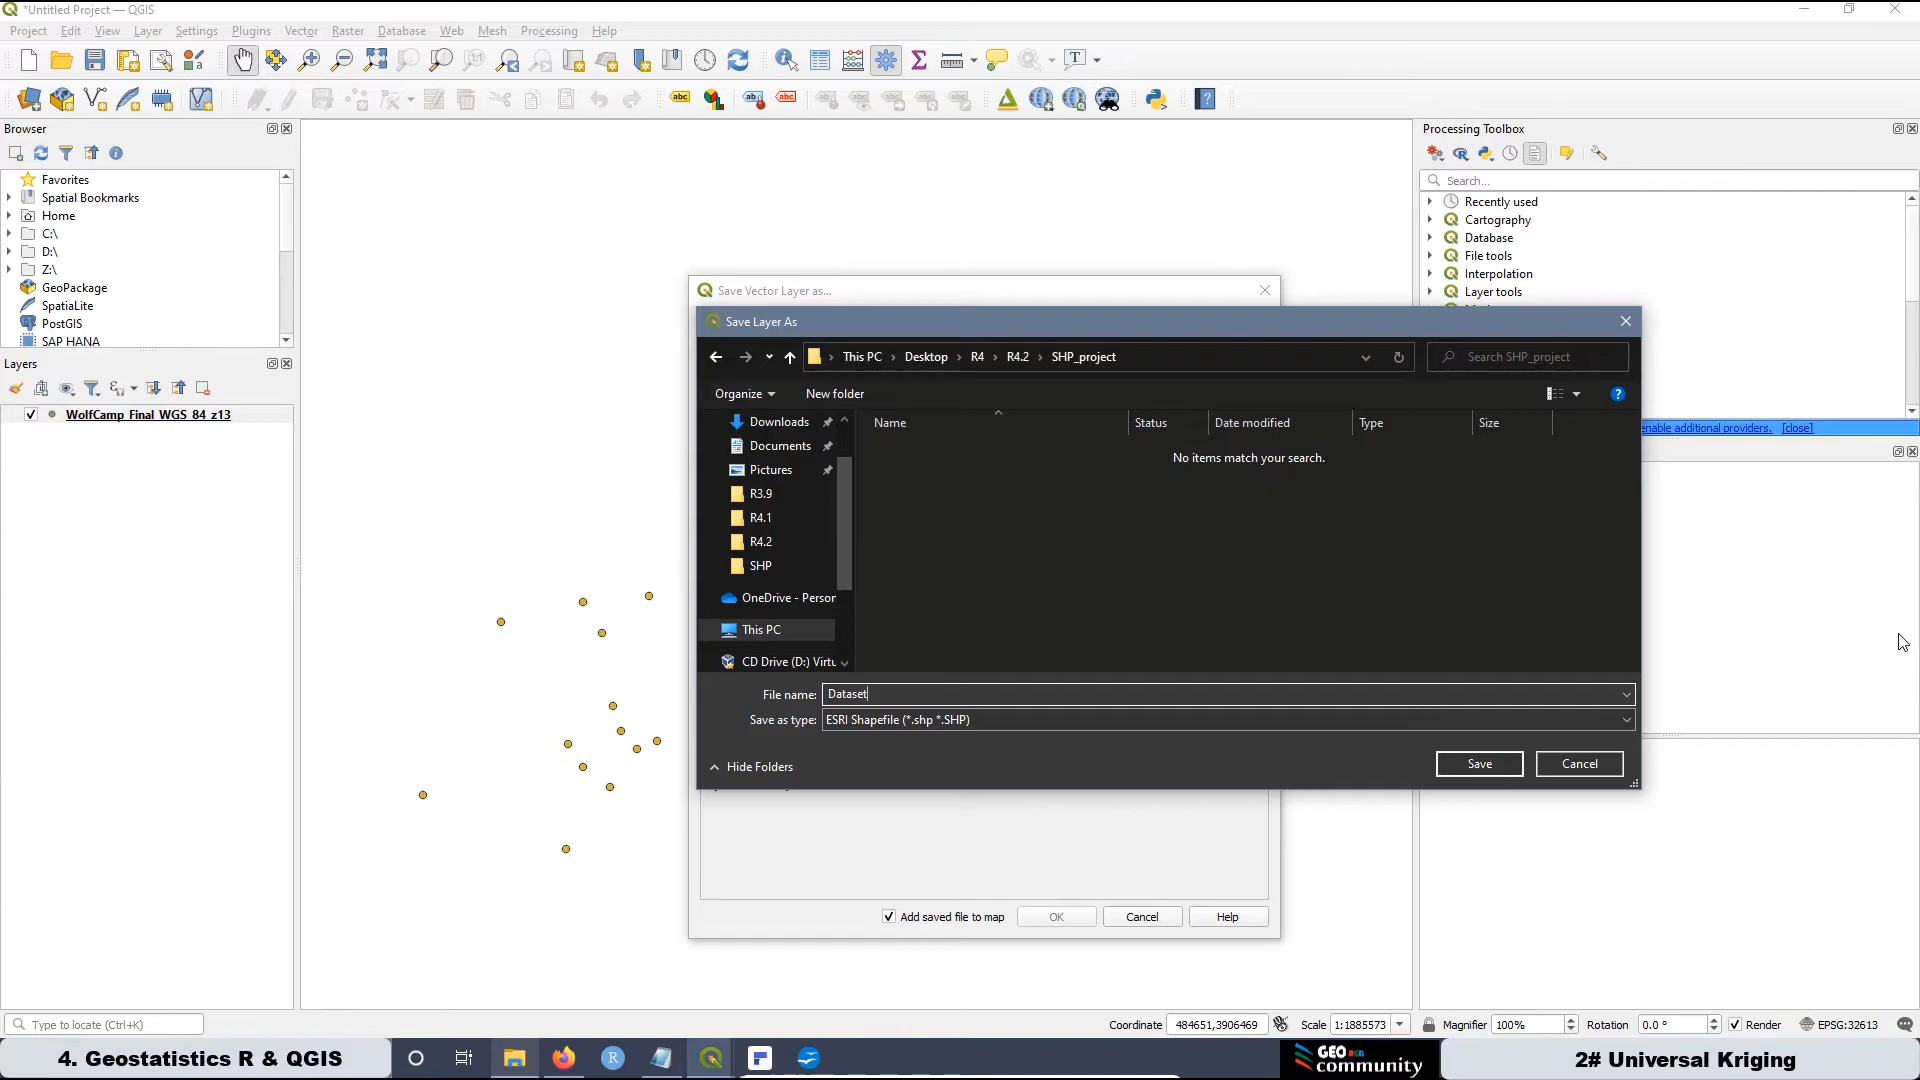 *Untitled Project — QGIS
Project Edit View Layer Settings Plugins Vector Raster Database Web Mesh Processing Help
Browser
Favorites
Spatial Bookmarks
Home
C:\
D:\
Z:\
GeoPackage
SpatiaLite
PostGIS
SAP HANA
Layers
WolfCamp_Final_WGS_84_z13
Processing Toolbox
Search...
Recently used
Cartography
Database
File tools
Interpolation
Layer tools
enable additional providers. [close]
Save Vector Layer as...
Save Layer As
This PC > Desktop > R4 > R4.2 > SHP_project
Search SHP_project
Organize New folder
Name Status Date modified Type Size
No items match your search.
Downloads
Documents
Pictures
R3.9
R4.1
R4.2
SHP
OneDrive - Person
This PC
CD Drive (D:) Virtu
File name: Dataset
Save as type: ESRI Shapefile (*.shp *.SHP)
Hide Folders
Save
Cancel
Add saved file to map
OK
Cancel
Help
Type to locate (Ctrl+K)
Coordinate 484651,3906469 Scale 1:1885573 Magnifier 100% Rotation 0.0 ° Render EPSG:32613
4. Geostatistics R & QGIS
GEO community
2# Universal Kriging